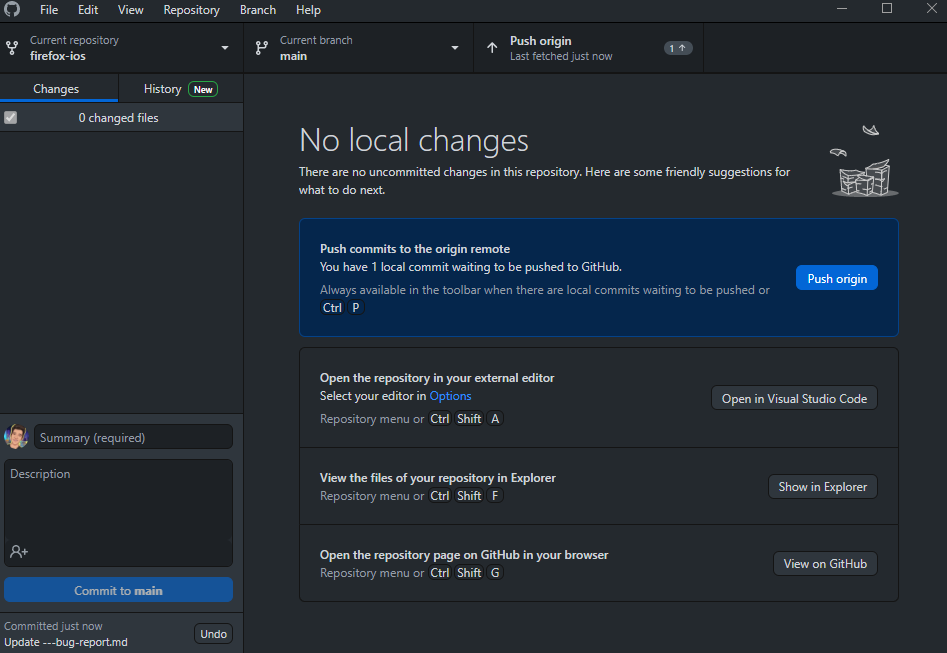 File Edit View Repository Branch Help
Current repository
firefox-ios
Current branch
main
Push origin
Last fetched just now
1
Changes
History New
0 changed files
No local changes
There are no uncommitted changes in this repository. Here are some friendly suggestions for
what to do next.
Push commits to the origin remote
You have 1 local commit waiting to be pushed to GitHub.
Always available in the toolbar when there are local commits waiting to be pushed or
Ctrl P
Push origin
Open the repository in your external editor
Select your editor in Options
Repository menu or Ctrl Shift A
Open in Visual Studio Code
View the files of your repository in Explorer
Repository menu or Ctrl Shift F
Show in Explorer
Open the repository page on GitHub in your browser
Repository menu or Ctrl Shift G
View on GitHub
Summary (required)
Description
Commit to main
Committed just now
Update ---bug-report.md
Undo